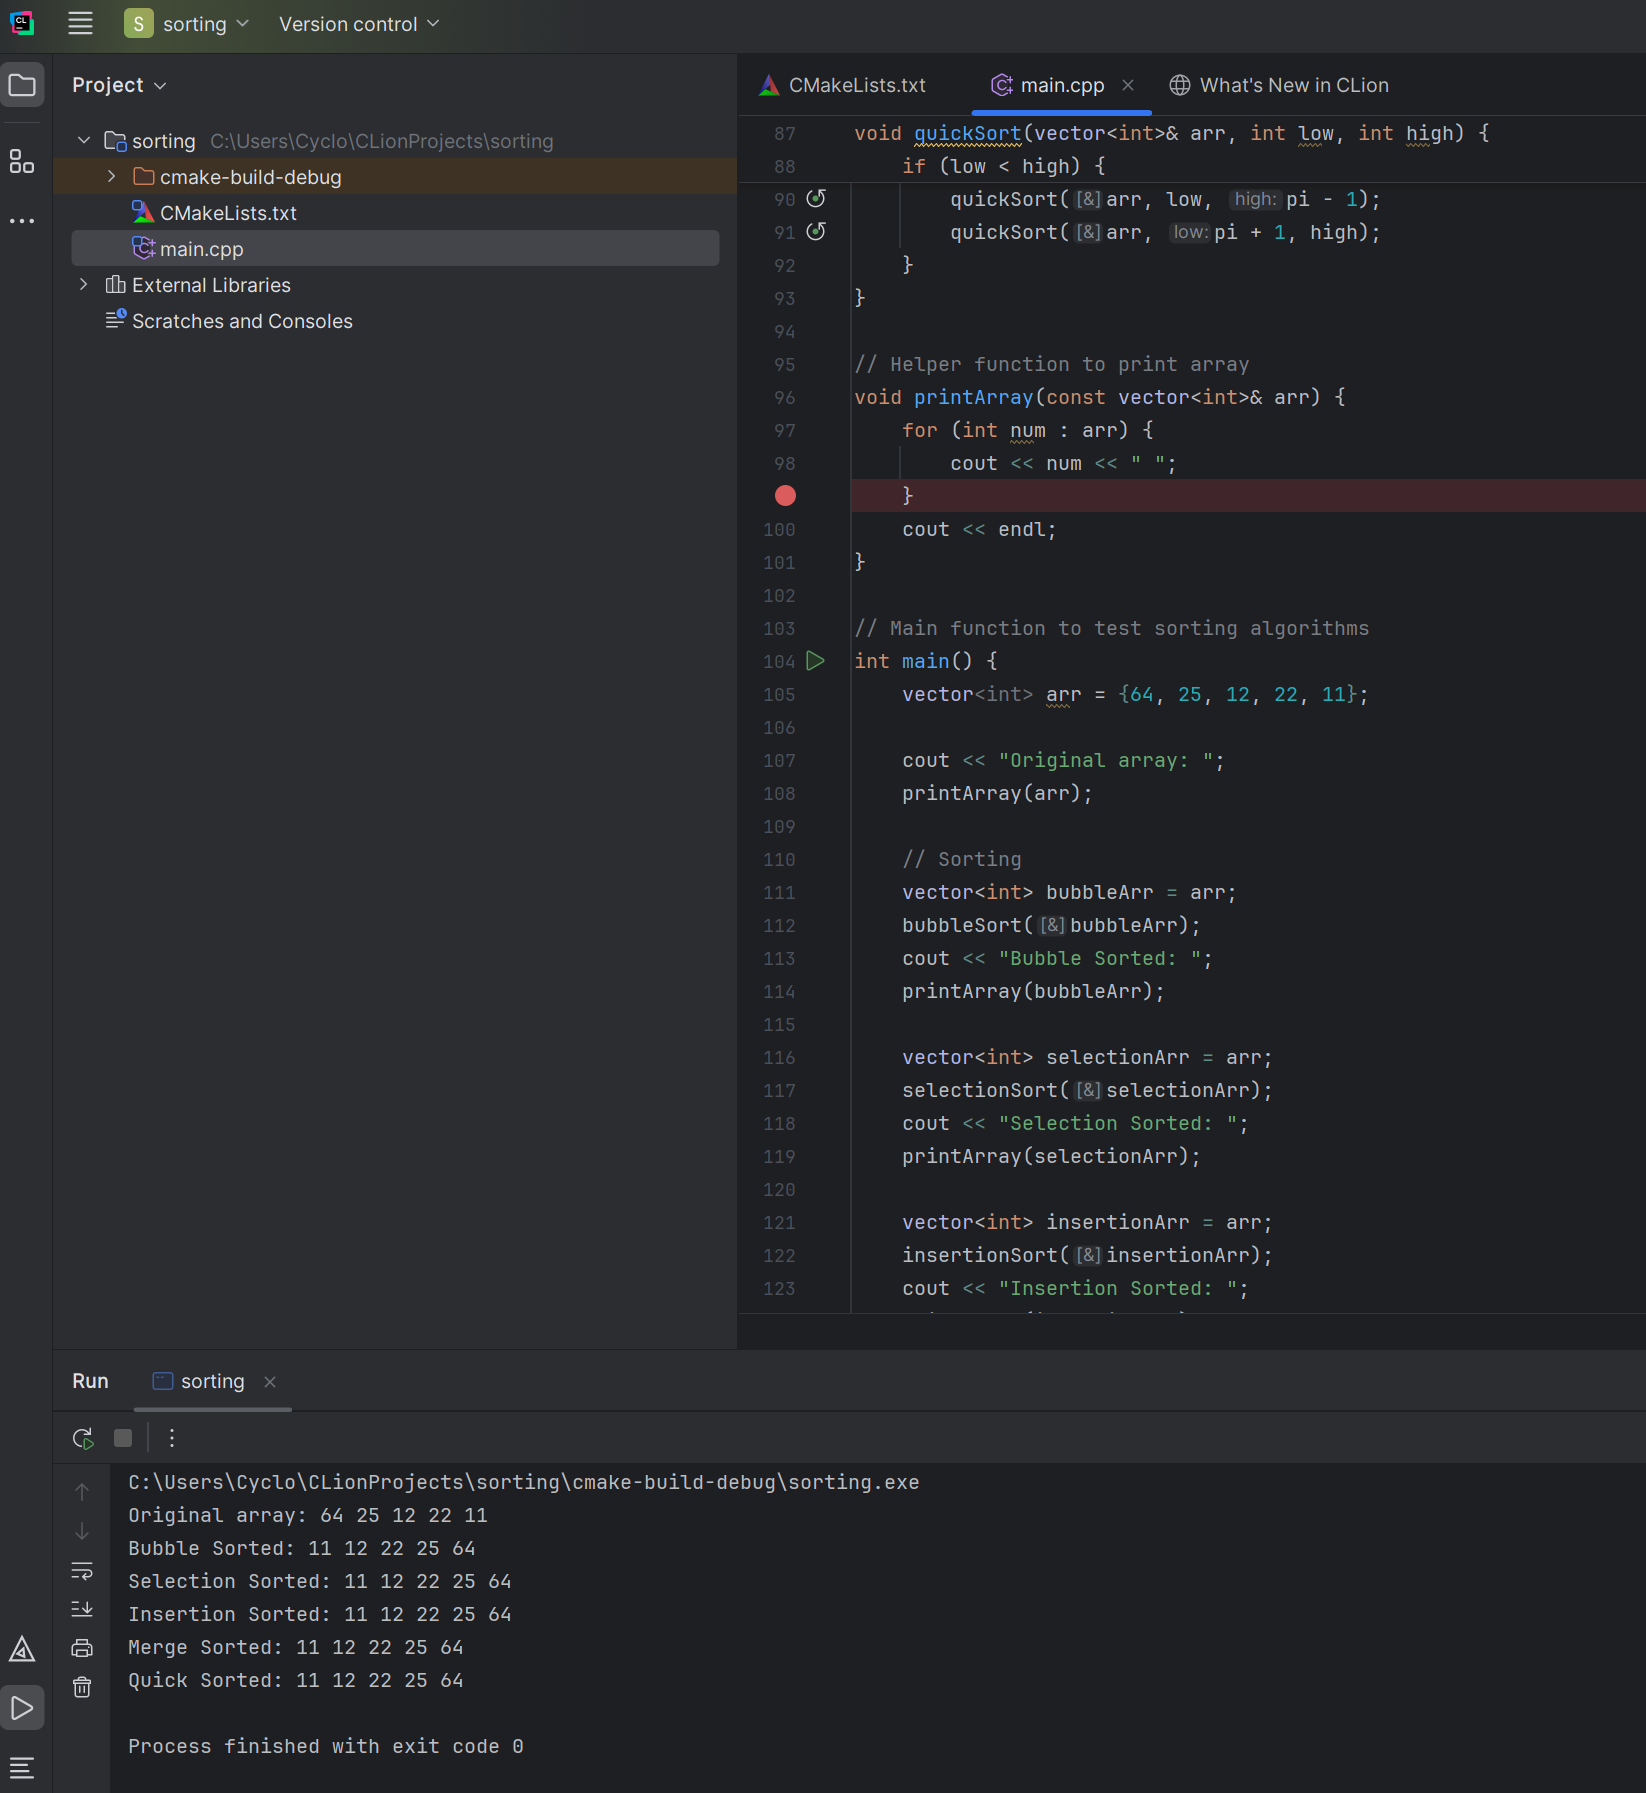 CL
S sorting Version control
Project
sorting C:\Users\Cyclo\CLionProjects\sorting
cmake-build-debug
CMakeLists.txt
main.cpp
External Libraries
Scratches and Consoles
CMakeLists.txt main.cpp What's New in CLion
87 void quickSort(vector<int>& arr, int low, int high) {
88     if (low < high) {
90         quickSort([&]arr, low, high: pi - 1);
91         quickSort([&]arr, low: pi + 1, high);
92     }
93 }
94
95 // Helper function to print array
96 void printArray(const vector<int>& arr) {
97     for (int num : arr) {
98         cout << num << " ";
    }
100     cout << endl;
101 }
102
103 // Main function to test sorting algorithms
104 int main() {
105     vector<int> arr = {64, 25, 12, 22, 11};
106
107     cout << "Original array: ";
108     printArray(arr);
109
110     // Sorting
111     vector<int> bubbleArr = arr;
112     bubbleSort([&]bubbleArr);
113     cout << "Bubble Sorted: ";
114     printArray(bubbleArr);
115
116     vector<int> selectionArr = arr;
117     selectionSort([&]selectionArr);
118     cout << "Selection Sorted: ";
119     printArray(selectionArr);
120
121     vector<int> insertionArr = arr;
122     insertionSort([&]insertionArr);
123     cout << "Insertion Sorted: ";
Run sorting
C:\Users\Cyclo\CLionProjects\sorting\cmake-build-debug\sorting.exe
Original array: 64 25 12 22 11
Bubble Sorted: 11 12 22 25 64
Selection Sorted: 11 12 22 25 64
Insertion Sorted: 11 12 22 25 64
Merge Sorted: 11 12 22 25 64
Quick Sorted: 11 12 22 25 64

Process finished with exit code 0